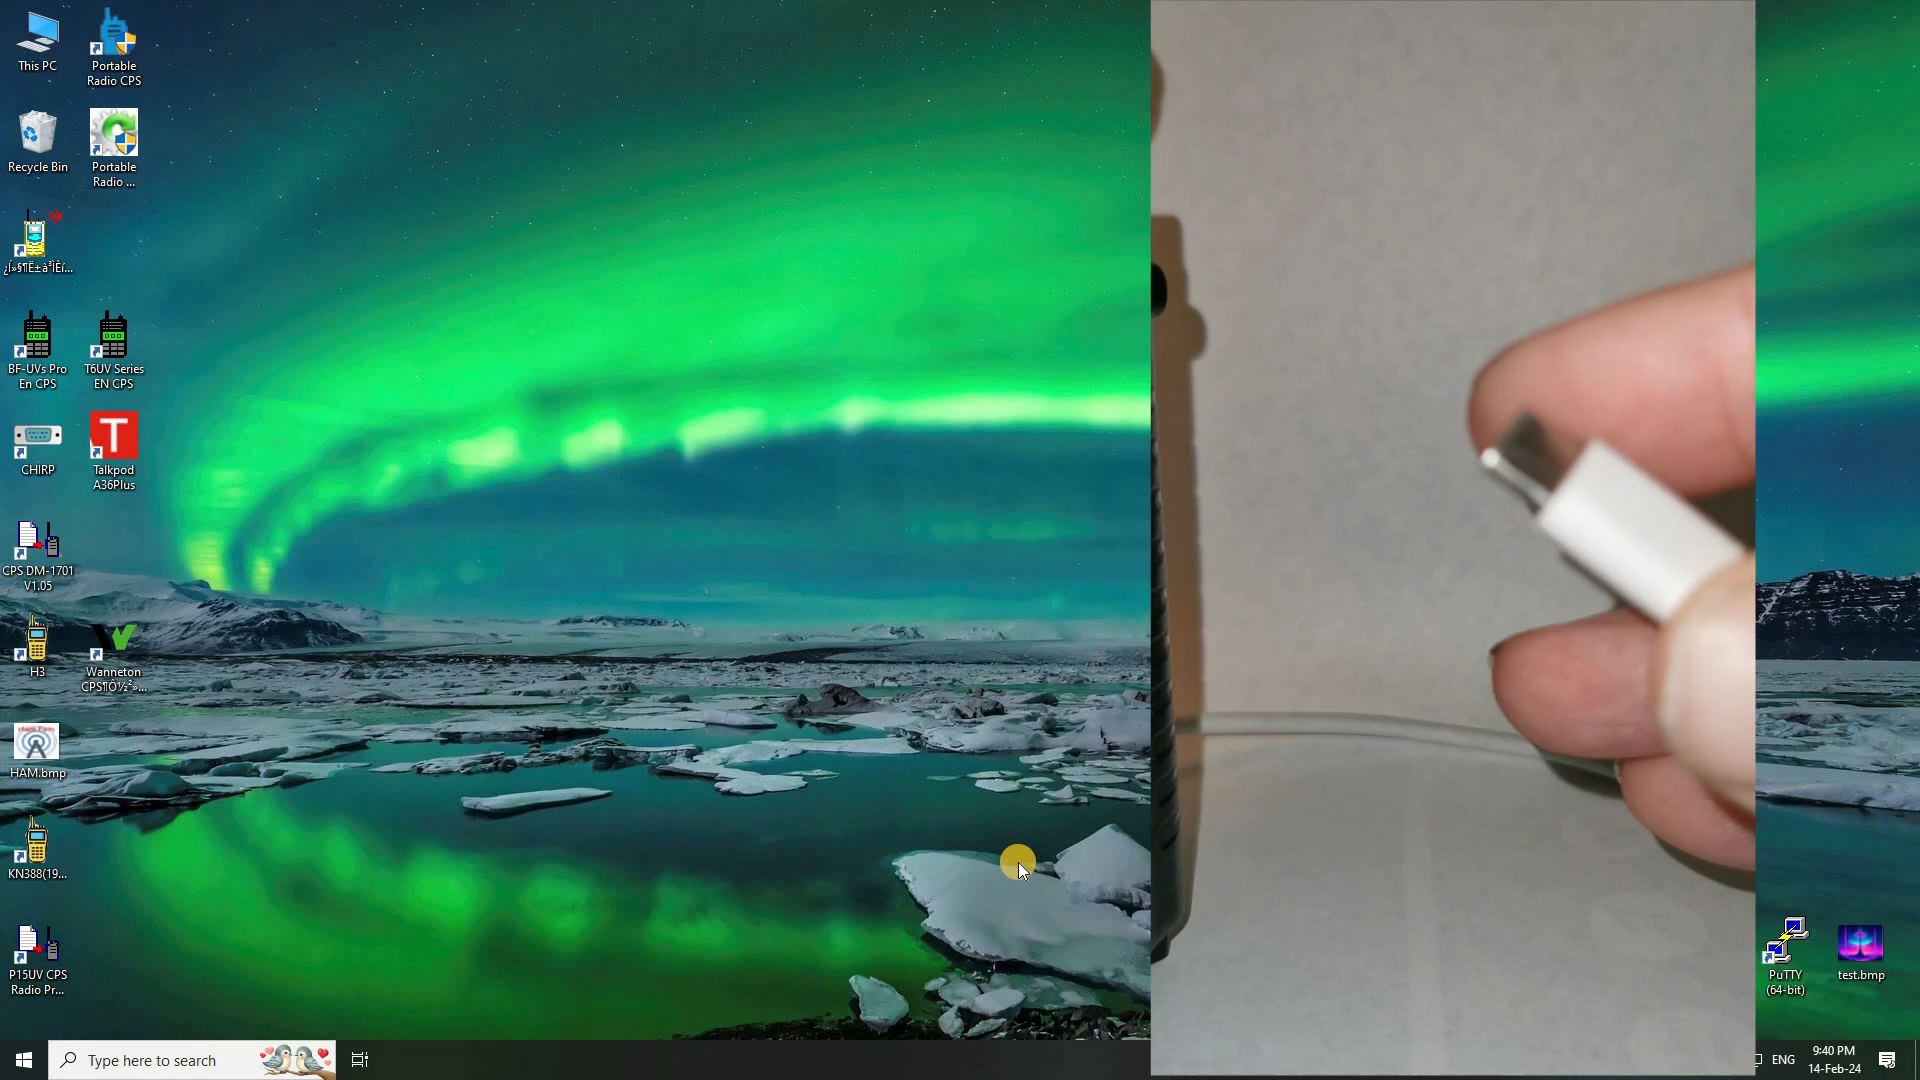 This PC
Portable
Radio CPS
Recycle Bin
Portable
Radio ...
BF-UVs Pro
En CPS
T6UV Series
EN CPS
CHIRP
Talkpod
A36Plus
CPS DM-1701
V1.05
H3
Wanneton
HAM.bmp
KN388(19...
P15UV CPS
Radio Pr...
PuTTY
(64-bit)
test.bmp
Type here to search
ENG
9:40 PM
14-Feb-24